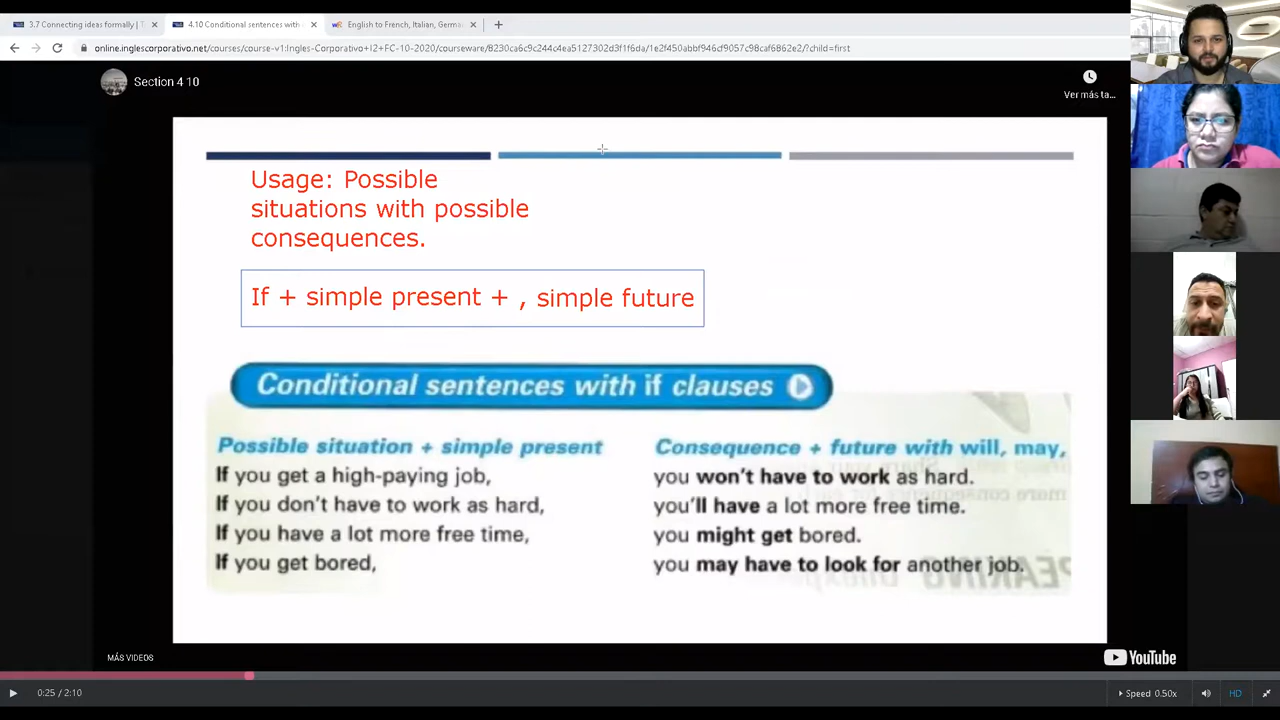 3.7 Connecting ideas formally | T
4.10 Conditional sentences with
English to French, Italian, Germa
online.inglescorporativo.net/courses/course-v1:Ingles-Corporativo+I2+FC-10-2020/courseware/8230ca6c9c244c4ea5127302d3f1f6da/1e2f450abbf946cf9057c98caf6862e2/?child=first
Section 4 10
Ver más ta...
Usage: Possible
situations with possible
consequences.
If + simple present + , simple future
Conditional sentences with if clauses
Possible situation + simple present
Consequence + future with will, may,
If you get a high-paying job,
you won't have to work as hard.
If you don't have to work as hard,
you'll have a lot more free time.
If you have a lot more free time,
you might get bored.
If you get bored,
you may have to look for another job.
MÁS VIDEOS
YouTube
0:25 / 2:10
Speed 0.50x
HD